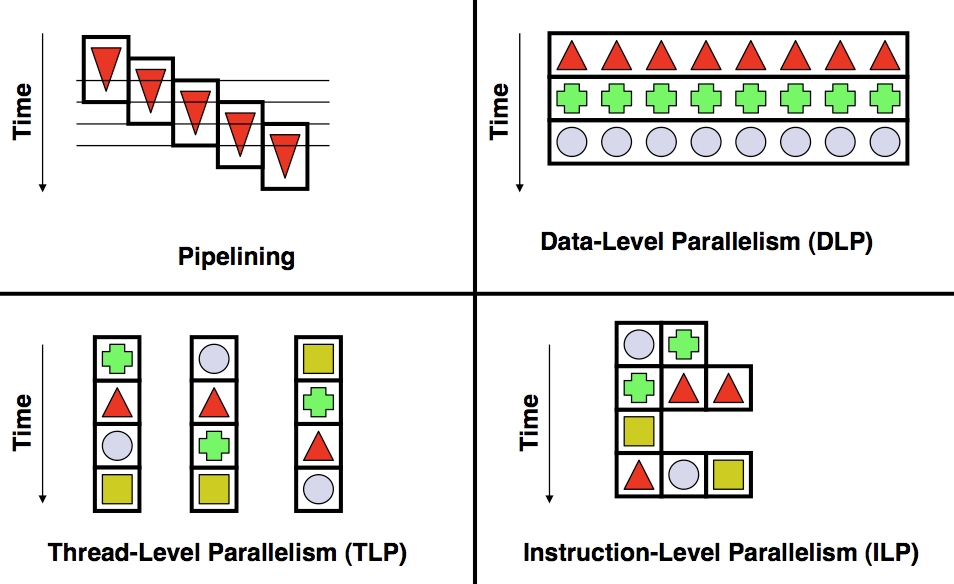 Time
Pipelining
Time
Data-Level Parallelism (DLP)
Time
Thread-Level Parallelism (TLP)
Time
Instruction-Level Parallelism (ILP)